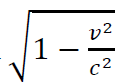 √(1 − v²/c²)